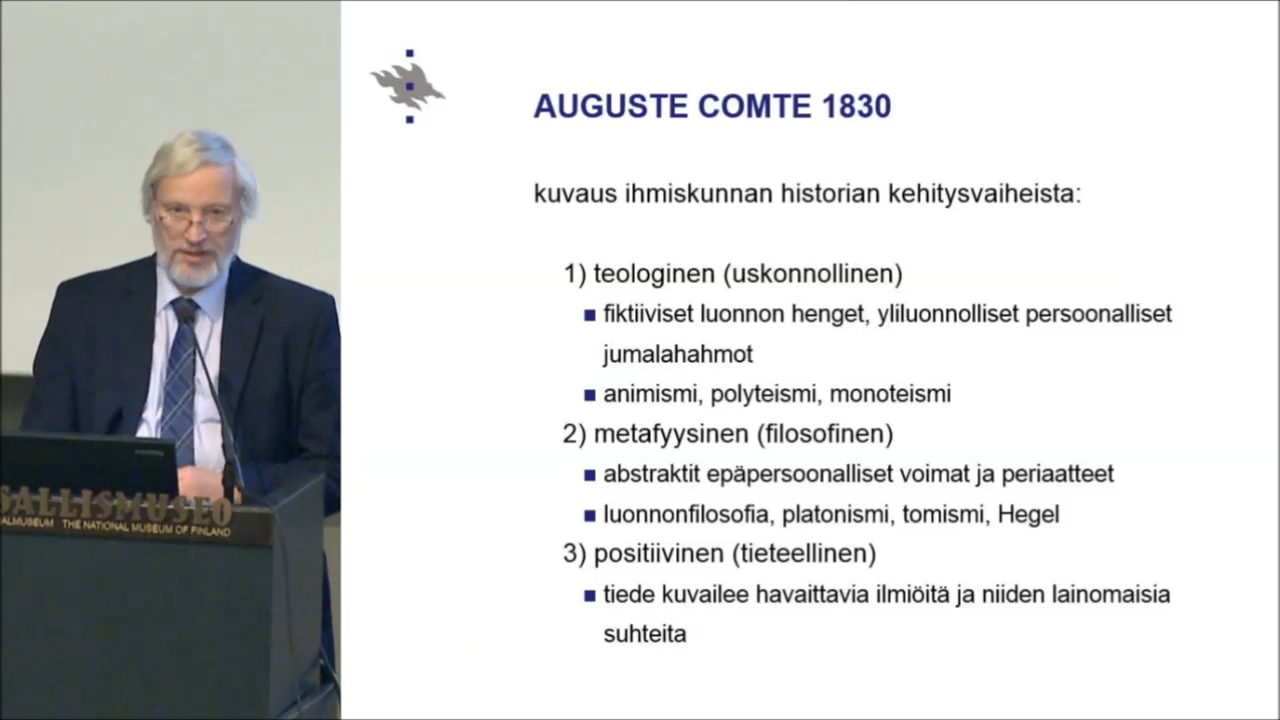 AUGUSTE COMTE 1830
kuvaus ihmiskunnan historian kehitysvaiheista:
1) teologinen (uskonnollinen)
fiktiiviset luonnon henget, yliluonnolliset persoonalliset
jumalahahmot
animismi, polyteismi, monoteismi
2) metafyysinen (filosofinen)
abstraktit epäpersoonalliset voimat ja periaatteet
luonnonfilosofia, platonismi, tomismi, Hegel
3) positiivinen (tieteellinen)
tiede kuvailee havaittavia ilmiöitä ja niiden lainomaisia
suhteita
SALLISMUSEO
ALMUSEUM THE NATIONAL MUSEUM OF FINLAND